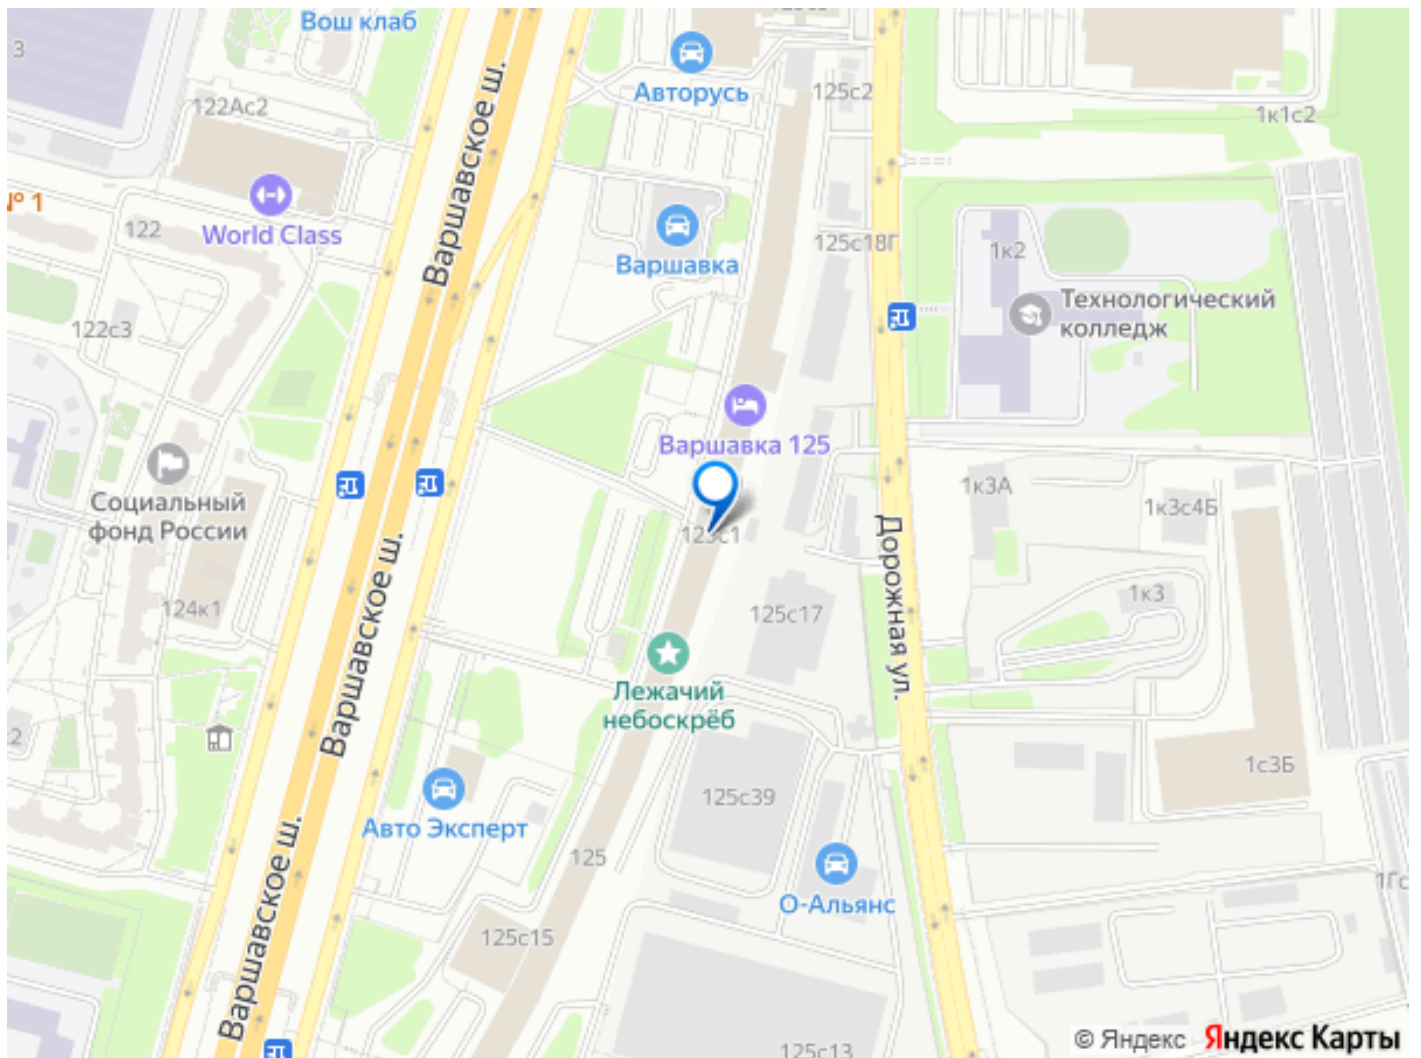 Вош клаб
3
122Ас2
Авторусь
125с2
1к1с2
№ 1
World Class
122
Варшавское ш.
Варшавка
125с18Г
1к2
Технологический
колледж
122с3
Варшавка 125
Социальный
фонд России
1к3А
1к3с4Б
Дорожная ул.
124к1
125с17
1к3
Варшавское ш.
Лежачий
небоскрёб
1с3Б
125с39
Авто Эксперт
125
О-Альянс
Варшавское ш.
125с15
125с13
© Яндекс Яндекс Карты